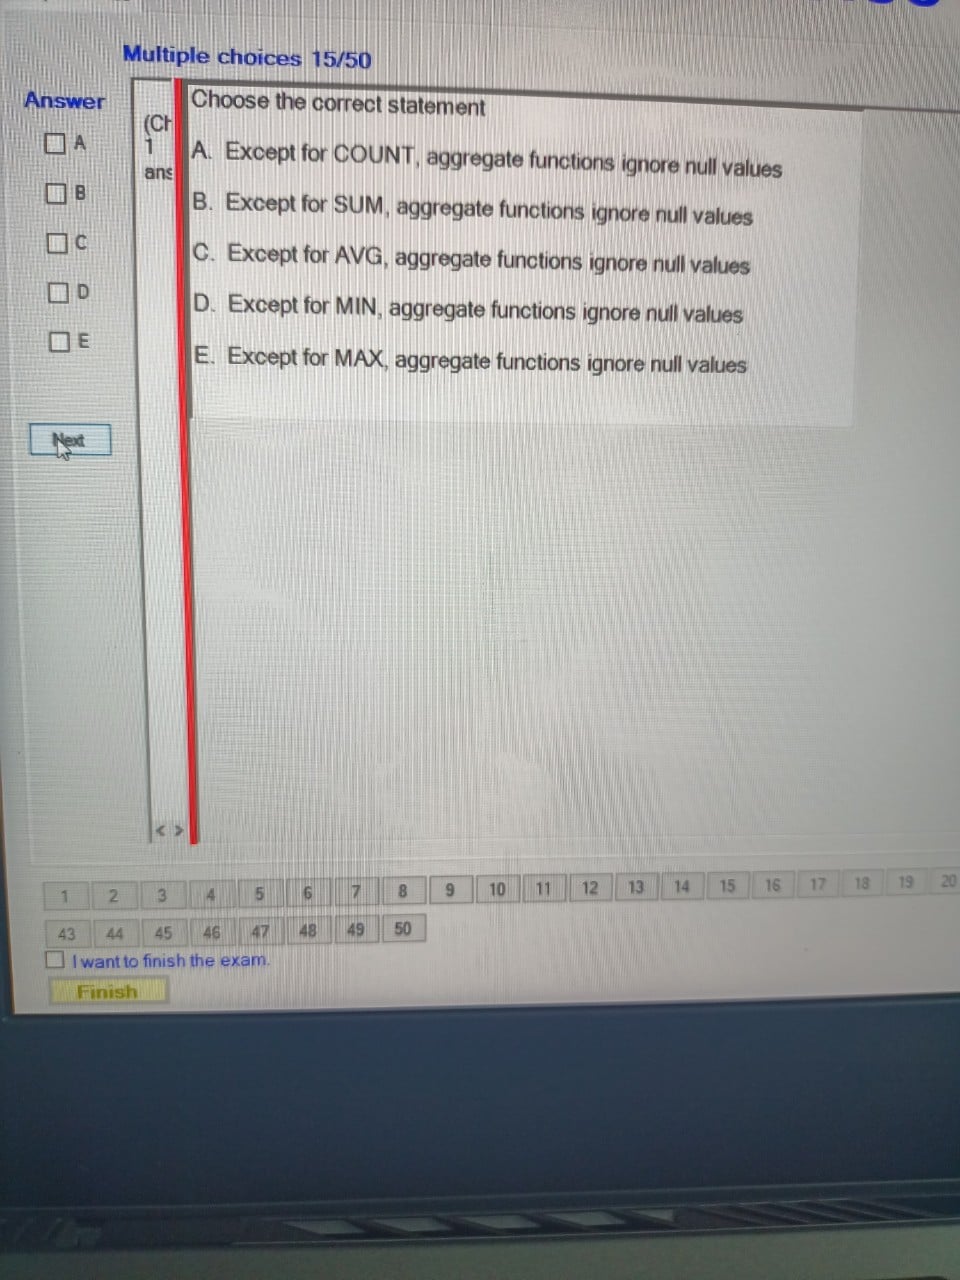 Multiple choices 15/50
Answer
A
B
C
D
E
Next
(Ch
1
ans
Choose the correct statement
A. Except for COUNT, aggregate functions ignore null values
B. Except for SUM, aggregate functions ignore null values
C. Except for AVG, aggregate functions ignore null values
D. Except for MIN, aggregate functions ignore null values
E. Except for MAX, aggregate functions ignore null values
< >
1 2 3 4 5 6 7 8 9 10 11 12 13 14 15 16 17 18 19 20
43 44 45 46 47 48 49 50
I want to finish the exam.
Finish